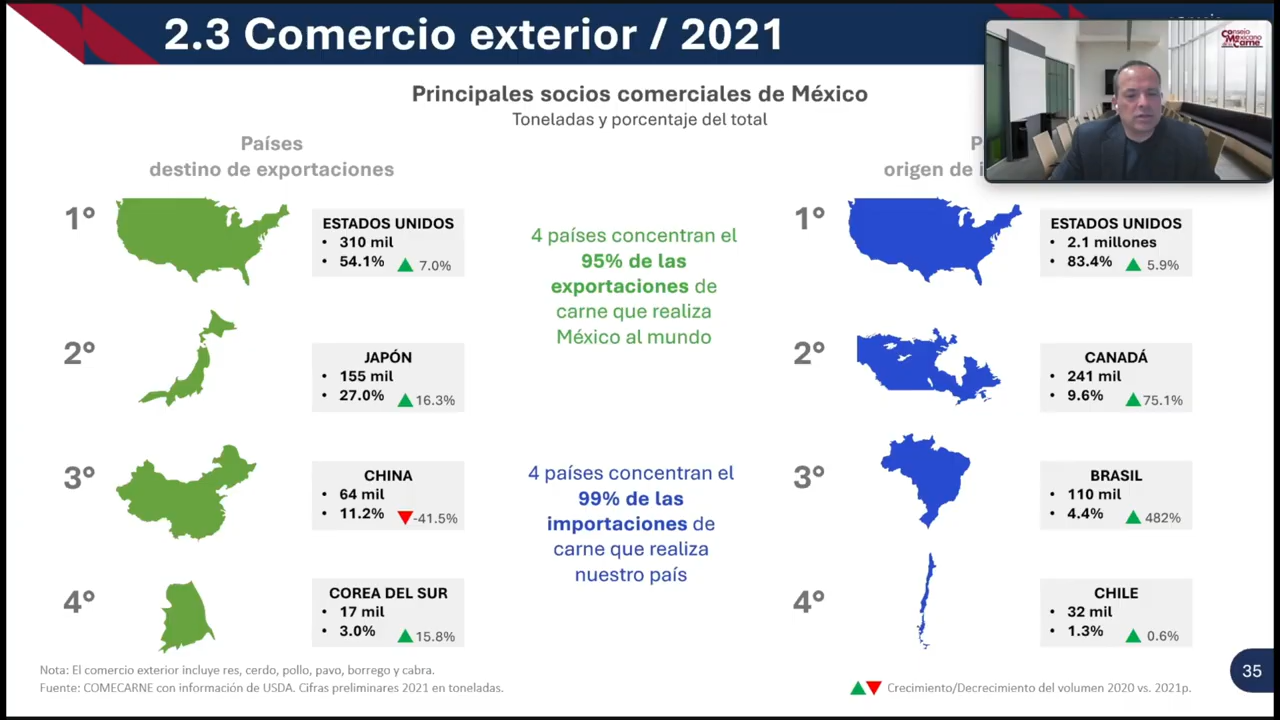 2.3 Comercio exterior / 2021
Consejo
Mexicano
de la Carne
Principales socios comerciales de México
Toneladas y porcentaje del total
Países
destino de exportaciones
origen de
1°
ESTADOS UNIDOS
• 310 mil
• 54.1% 7.0%
2°
JAPÓN
• 155 mil
• 27.0% 16.3%
3°
CHINA
• 64 mil
• 11.2% -41.5%
4°
COREA DEL SUR
• 17 mil
• 3.0% 15.8%
4 países concentran el
95% de las
exportaciones de
carne que realiza
México al mundo
4 países concentran el
99% de las
importaciones de
carne que realiza
nuestro país
1°
ESTADOS UNIDOS
• 2.1 millones
• 83.4% 5.9%
2°
CANADÁ
• 241 mil
• 9.6% 75.1%
3°
BRASIL
• 110 mil
• 4.4% 482%
4°
CHILE
• 32 mil
• 1.3% 0.6%
Nota: El comercio exterior incluye res, cerdo, pollo, pavo, borrego y cabra.
Fuente: COMECARNE con información de USDA. Cifras preliminares 2021 en toneladas.
Crecimiento/Decrecimiento del volumen 2020 vs. 2021p.
35